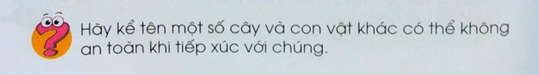 Hãy kể tên một số cây và con vật khác có thể không
an toàn khi tiếp xúc với chúng.